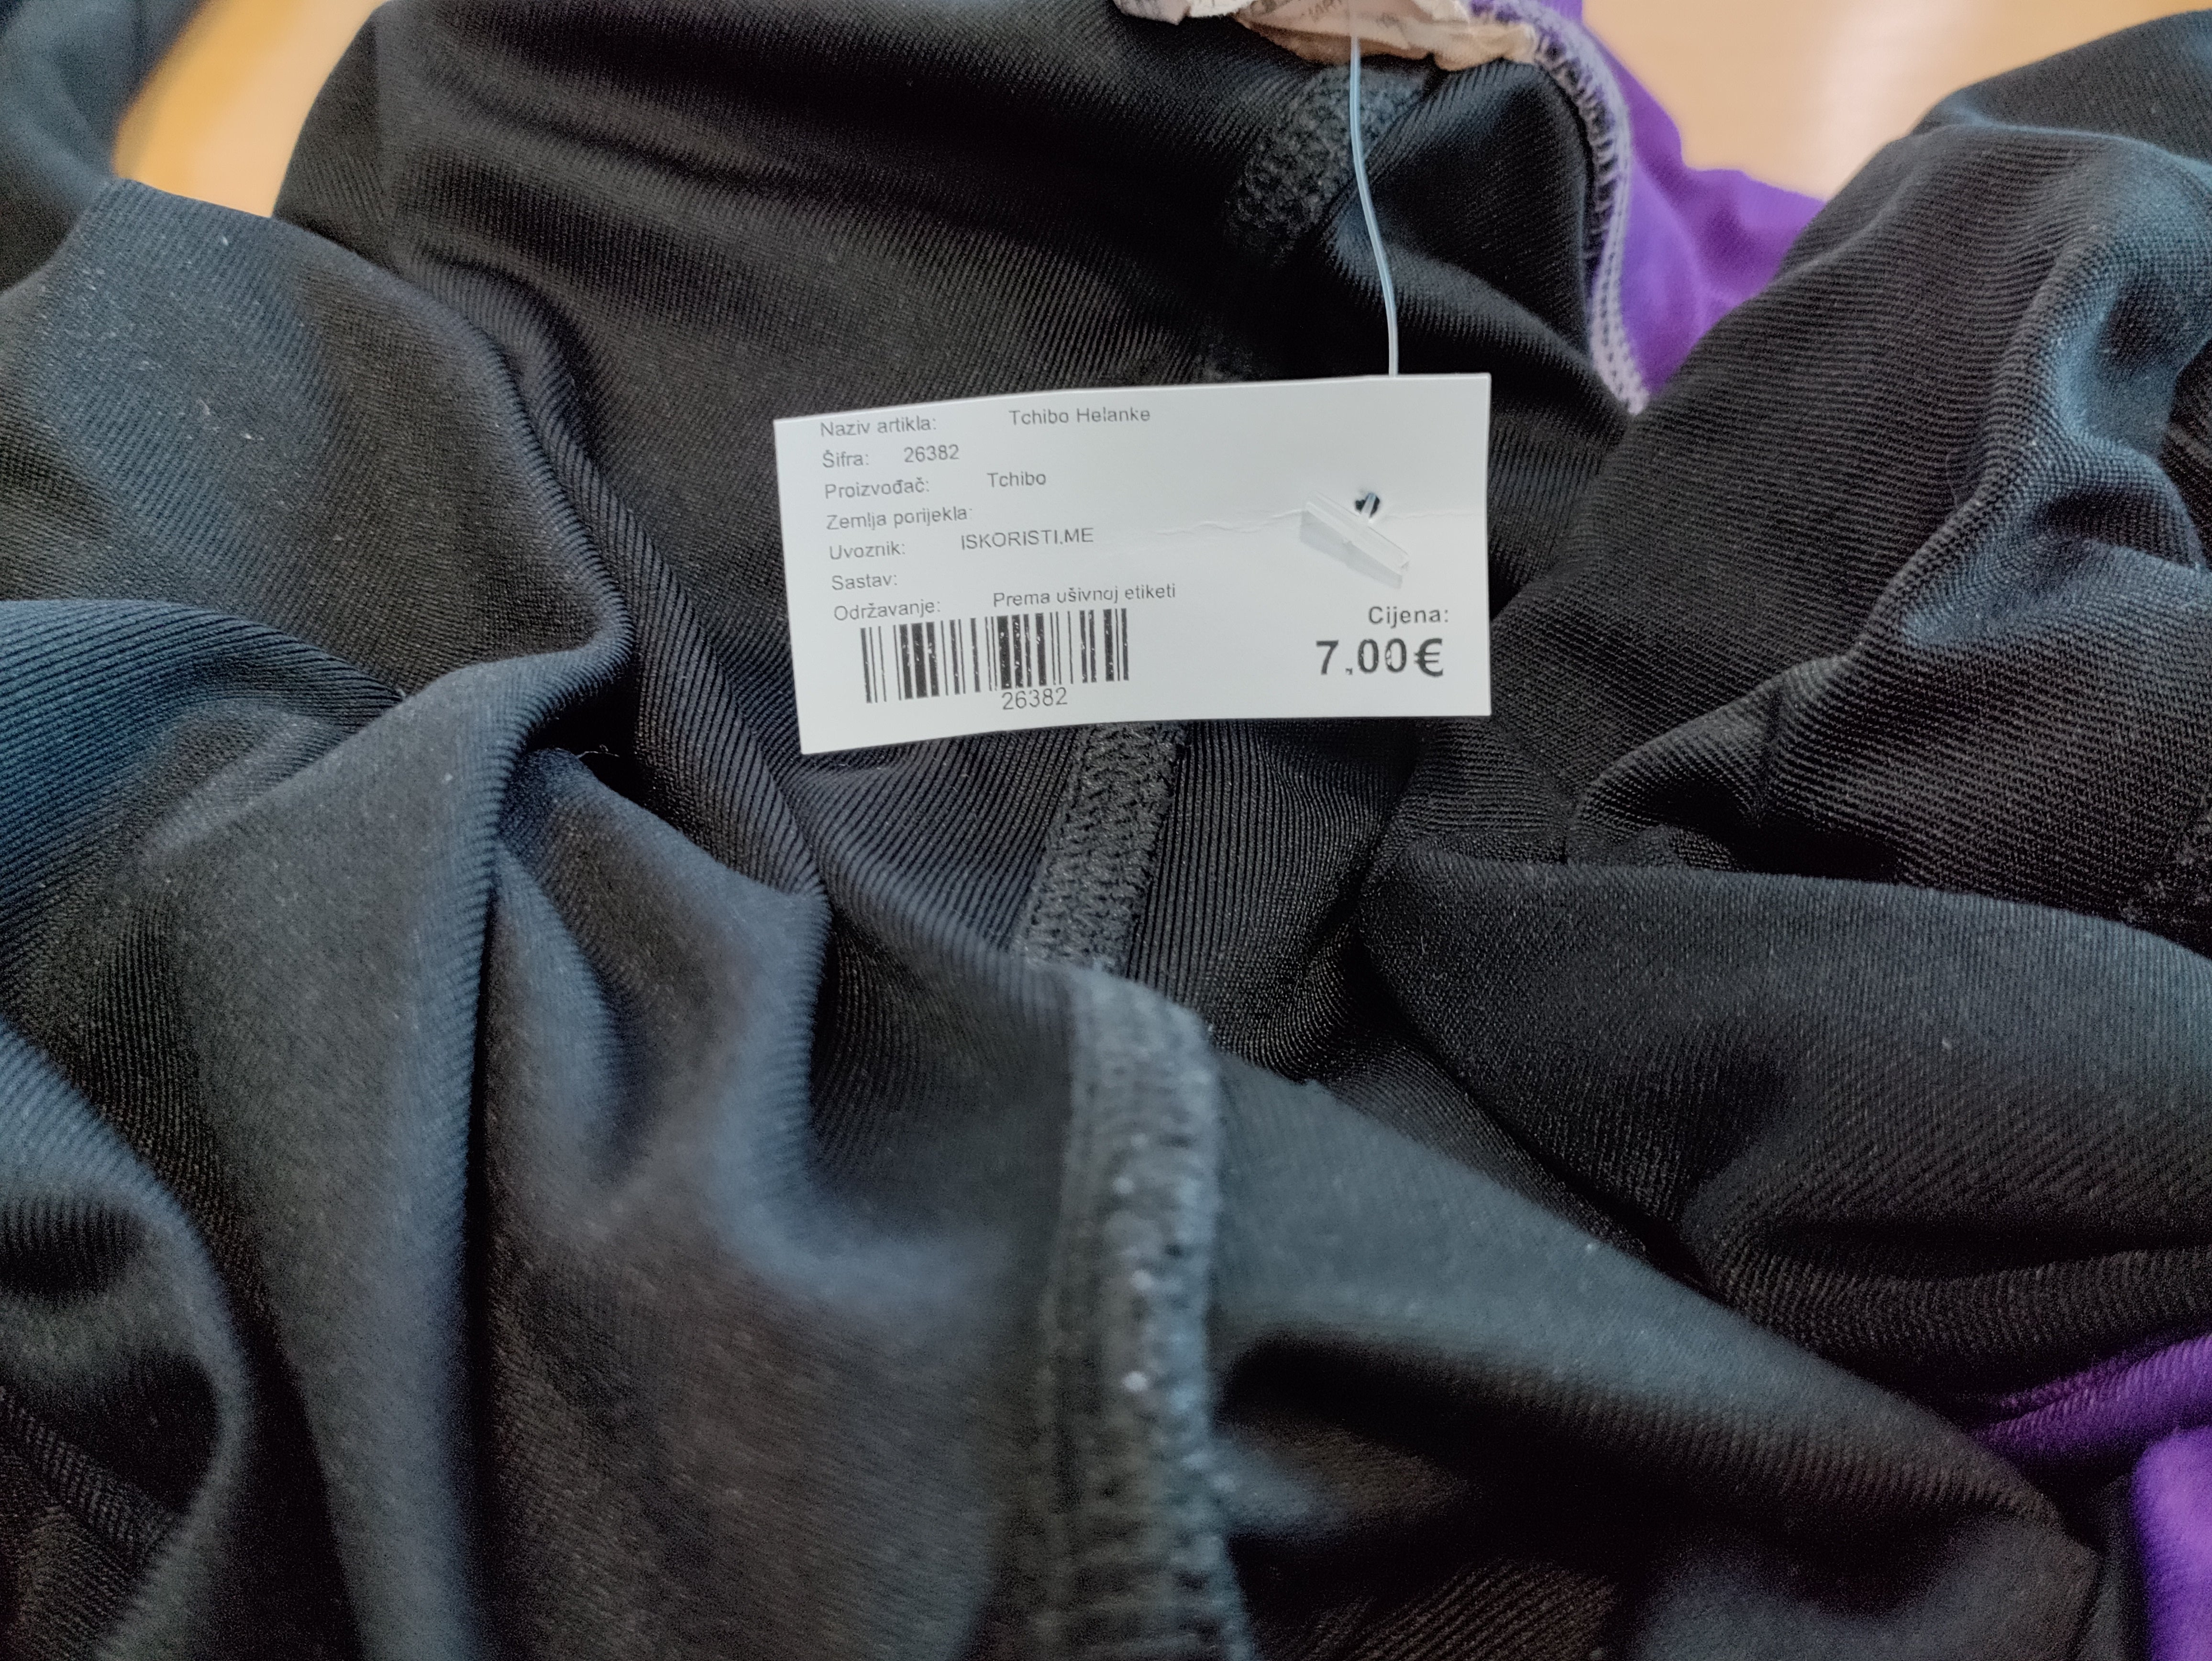 Naziv artikla: Tchibo Helanke
Šifra: 26382
Proizvođač: Tchibo
Zemlja porijekla:
Uvoznik: ISKORISTI.ME
Sastav:
Održavanje: Prema ušivnoj etiketi
26382
Cijena:
7,00€